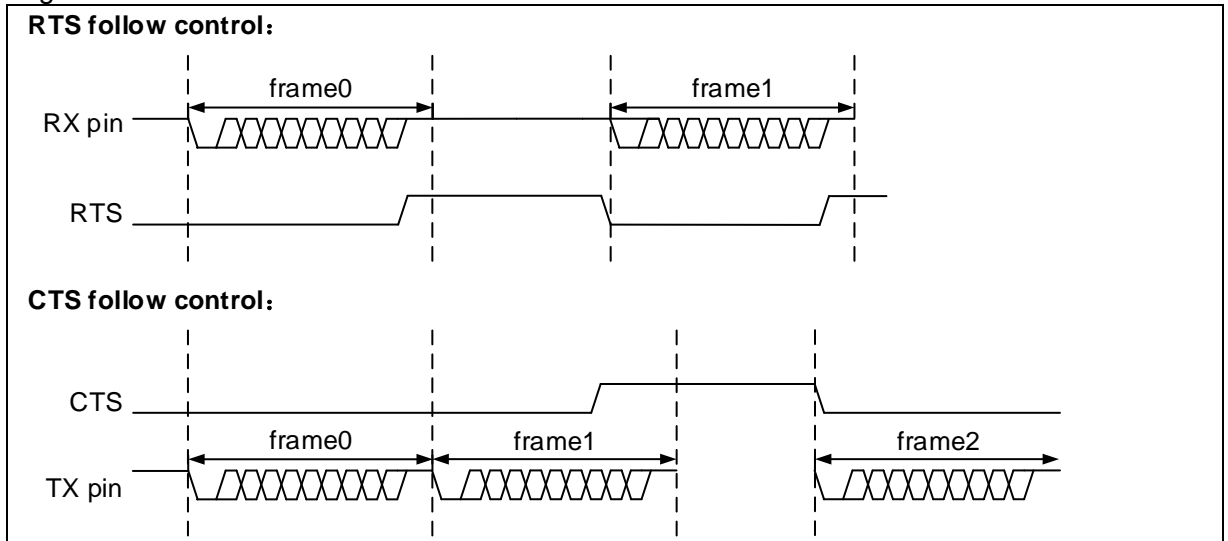 RTS follow control：
frame0
frame1
RX pin
RTS
CTS follow control：
CTS
frame0
frame1
frame2
TX pin